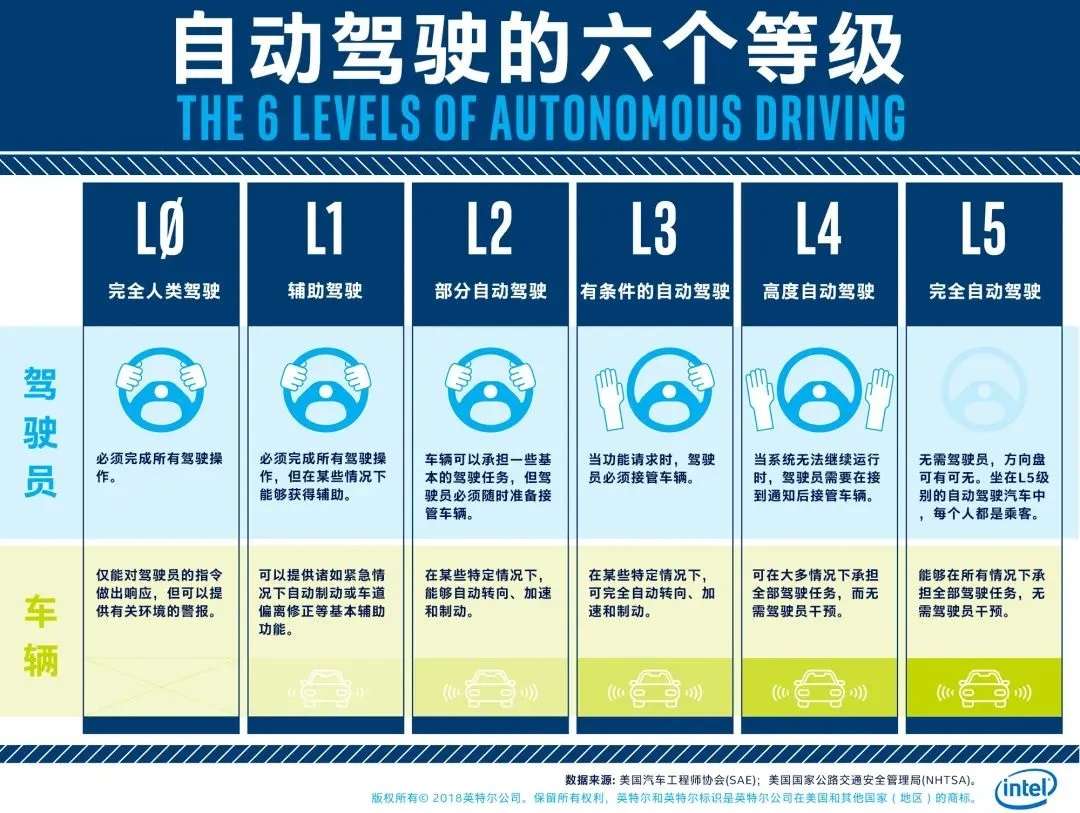 自动驾驶的六个等级
THE 6 LEVELS OF AUTONOMOUS DRIVING
LØ
完全人类驾驶
L1
辅助驾驶
L2
部分自动驾驶
L3
有条件的自动驾驶
L4
高度自动驾驶
L5
完全自动驾驶
驾驶员
必须完成所有驾驶操
作。
必须完成所有驾驶操
作，但在某些情况下
能够获得辅助。
车辆可以承担一些基
本的驾驶任务，但驾
驶员必须随时准备接
管车辆。
当功能请求时，驾驶
员必须接管车辆。
当系统无法继续运行
时，驾驶员需要在接
到通知后接管车辆。
无需驾驶员，方向盘
可有可无。坐在L5级
别的自动驾驶汽车中
，每个人都是乘客。
车辆
仅能对驾驶员的指令
做出响应，但可以提
供有关环境的警报。
可以提供诸如紧急情
况下自动制动或车道
偏离修正等基本辅助
功能。
在某些特定情况下，
能够自动转向、加速
和制动。
在某些特定情况下，
可完全自动转向、加
速和制动。
可在大多情况下承担
全部驾驶任务，而无
需驾驶员干预。
能够在所有情况下承
担全部驾驶任务，无
需驾驶员干预。
数据来源: 美国汽车工程师协会(SAE)；美国国家公路交通安全管理局(NHTSA)。
版权所有© 2018英特尔公司。保留所有权利，英特尔和英特尔标识是英特尔公司在美国和其他国家（地区）的商标。
intel